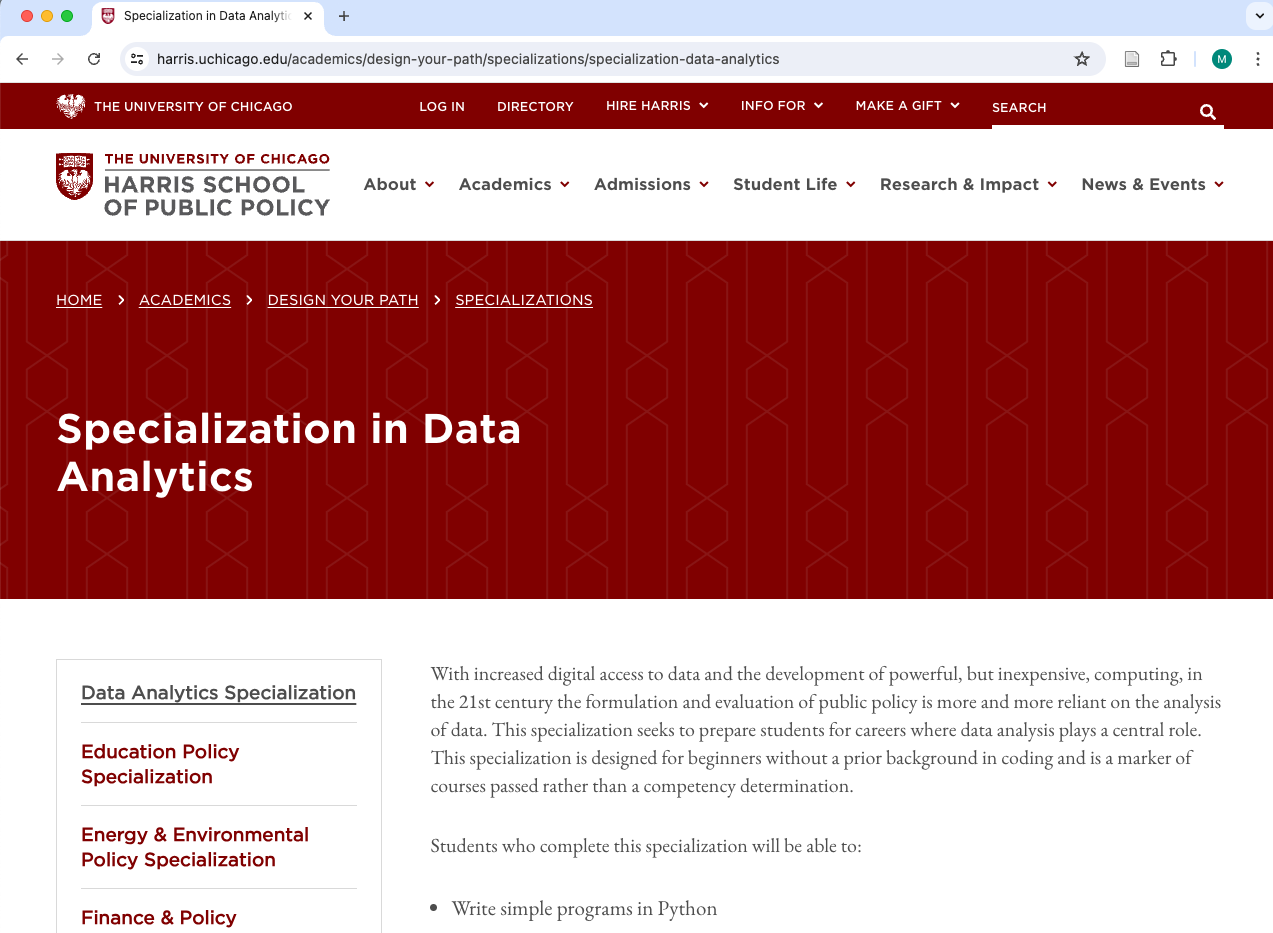 Specialization in Data Analytic
harris.uchicago.edu/academics/design-your-path/specializations/specialization-data-analytics
M
THE UNIVERSITY OF CHICAGO
LOG IN
DIRECTORY
HIRE HARRIS
INFO FOR
MAKE A GIFT
SEARCH
THE UNIVERSITY OF CHICAGO
HARRIS SCHOOL
OF PUBLIC POLICY
About
Academics
Admissions
Student Life
Research & Impact
News & Events
HOME > ACADEMICS > DESIGN YOUR PATH > SPECIALIZATIONS
Specialization in Data
Analytics
Data Analytics Specialization
Education Policy
Specialization
Energy & Environmental
Policy Specialization
Finance & Policy
With increased digital access to data and the development of powerful, but inexpensive, computing, in
the 21st century the formulation and evaluation of public policy is more and more reliant on the analysis
of data. This specialization seeks to prepare students for careers where data analysis plays a central role.
This specialization is designed for beginners without a prior background in coding and is a marker of
courses passed rather than a competency determination.
Students who complete this specialization will be able to:
• Write simple programs in Python